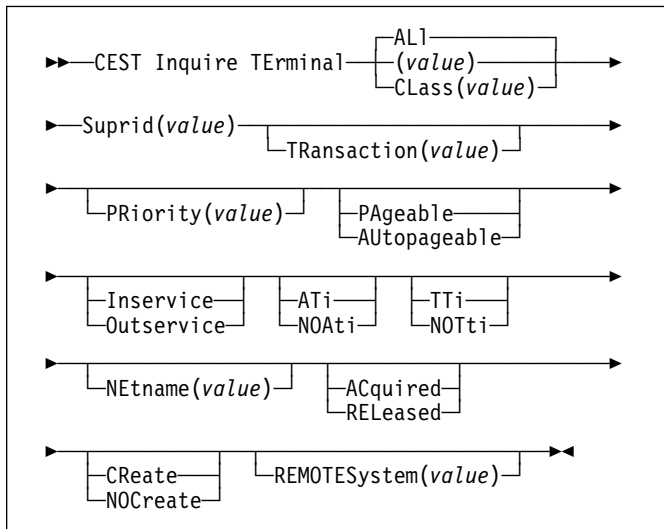 ALl
CEST Inquire TErminal (value)
CLass(value)
Suprid(value)
TRansaction(value)
PRiority(value) PAgeable
AUtopageable
Inservice ATi TTi
Outservice NOAti NOTti
NEtname(value) ACquired
RELeased
CReate REMOTESystem(value)
NOCreate